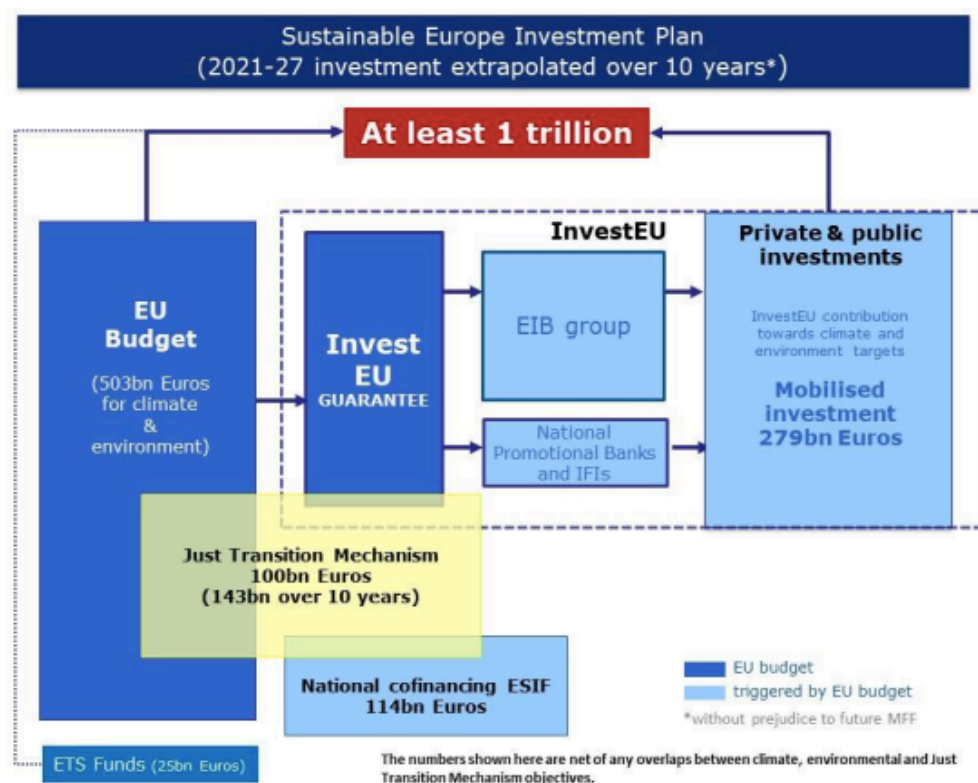 Sustainable Europe Investment Plan
(2021-27 investment extrapolated over 10 years*)
At least 1 trillion
EU
Budget
(503bn Euros
for climate
&
environment)
Invest
EU
GUARANTEE
InvestEU
EIB group
National
Promotional Banks
and IFIs
Private & public
investments
InvestEU contribution
towards climate and
environment targets
Mobilised
investment
279bn Euros
Just Transition Mechanism
100bn Euros
(143bn over 10 years)
National cofinancing ESIF
114bn Euros
EU budget
triggered by EU budget
*without prejudice to future MFF
ETS Funds (25bn Euros)
The numbers shown here are net of any overlaps between climate, environmental and Just
Transition Mechanism objectives.